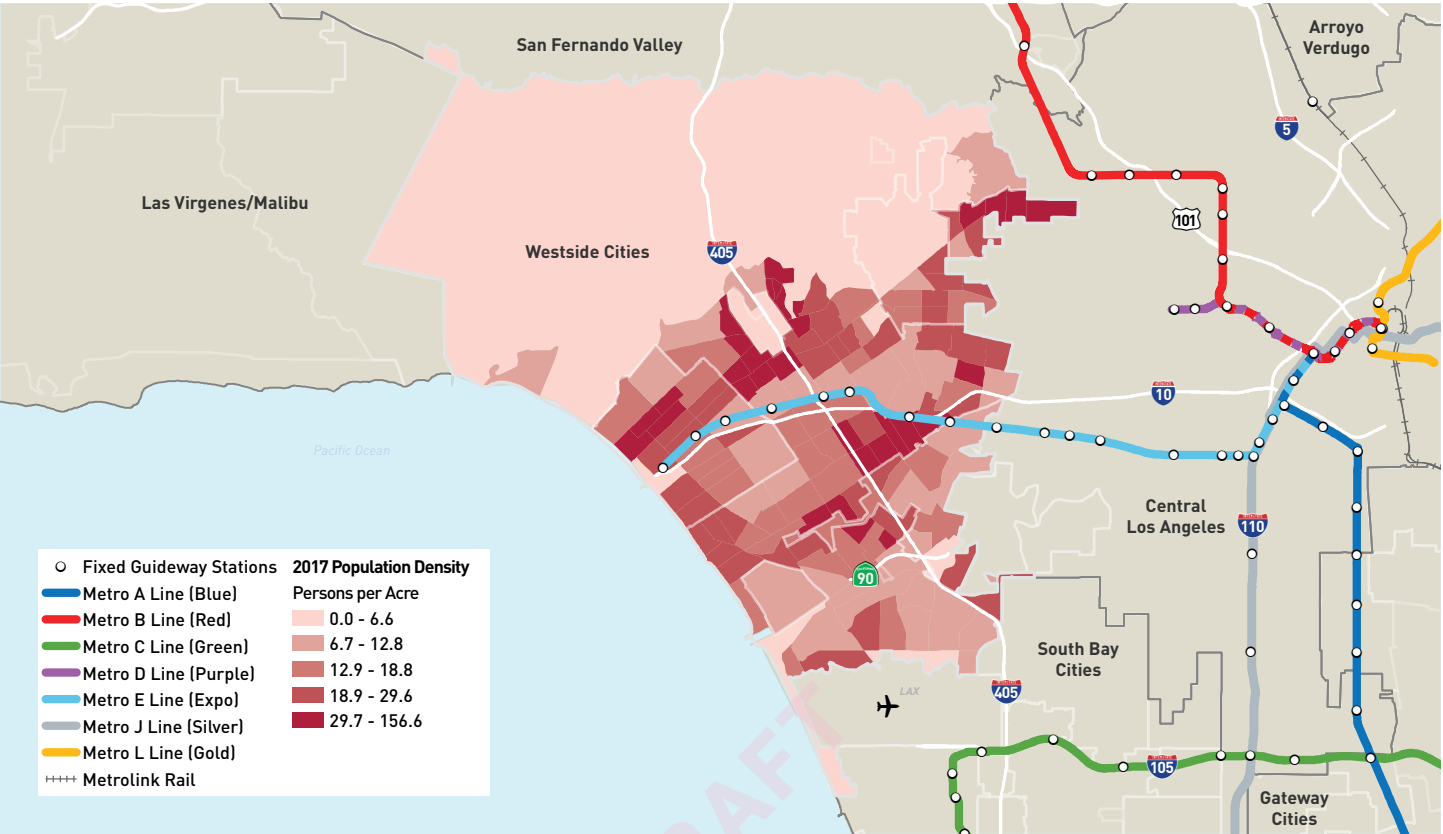 San Fernando Valley
Arroyo
Verdugo
5
Las Virgenes/Malibu
101
Westside Cities
405
10
Pacific Ocean
Central
Los Angeles
110
90
Fixed Guideway Stations
Metro A Line (Blue)
Metro B Line (Red)
Metro C Line (Green)
Metro D Line (Purple)
Metro E Line (Expo)
Metro J Line (Silver)
Metro L Line (Gold)
Metrolink Rail
2017 Population Density
Persons per Acre
0.0 - 6.6
6.7 - 12.8
12.9 - 18.8
18.9 - 29.6
29.7 - 156.6
South Bay
Cities
LAX
405
105
Gateway
Cities